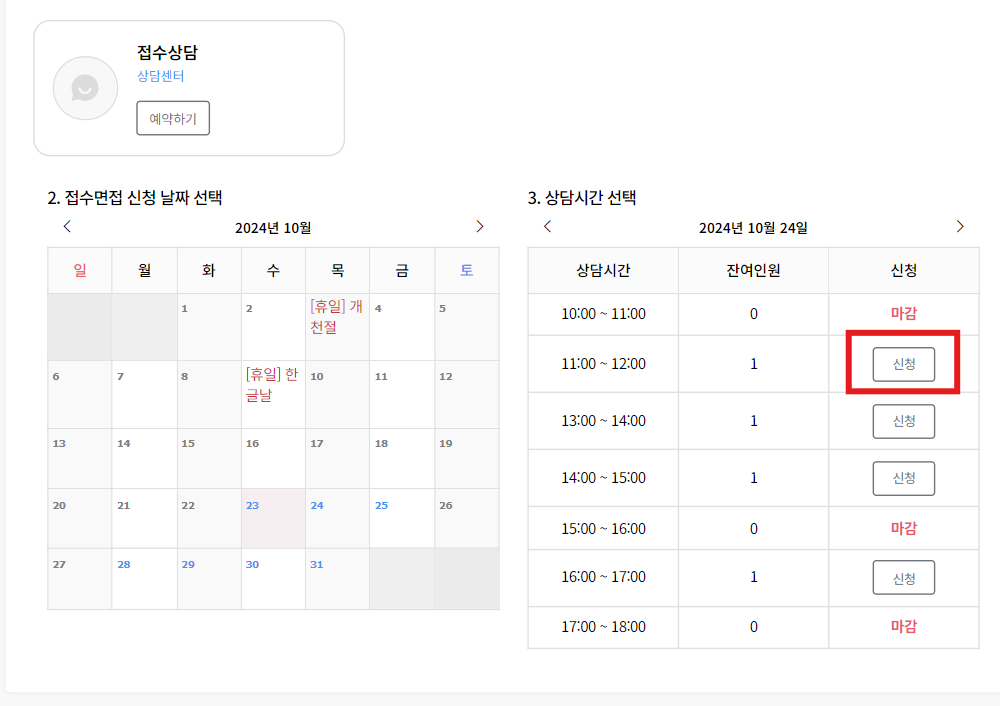 접수상담
상담센터
예약하기
2. 접수면접 신청 날짜 선택
2024년 10월
일 월 화 수 목 금 토
1 2 [휴일] 개천절 4 5
6 7 8 [휴일] 한글날 10 11 12
13 14 15 16 17 18 19
20 21 22 23 24 25 26
27 28 29 30 31
3. 상담시간 선택
2024년 10월 24일
상담시간 잔여인원 신청
10:00 ~ 11:00 0 마감
11:00 ~ 12:00 1 신청
13:00 ~ 14:00 1 신청
14:00 ~ 15:00 1 신청
15:00 ~ 16:00 0 마감
16:00 ~ 17:00 1 신청
17:00 ~ 18:00 0 마감